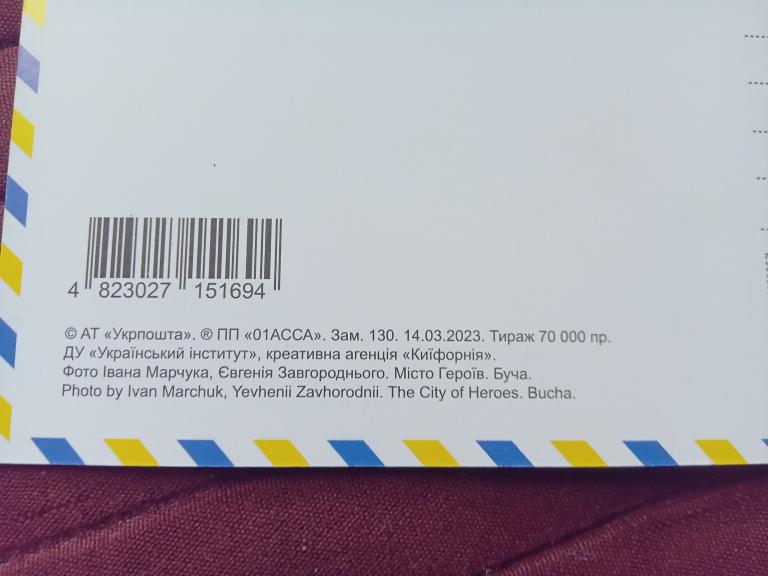 4 823027 151694
© АТ «Укрпошта». ® ПП «01АССА». Зам. 130. 14.03.2023. Тираж 70 000 пр.
ДУ «Український інститут», креативна агенція «Київфорнія».
Фото Івана Марчука, Євгенія Завгороднього. Місто Героїв. Буча.
Photo by Ivan Marchuk, Yevhenii Zavhorodnii. The City of Heroes. Bucha.